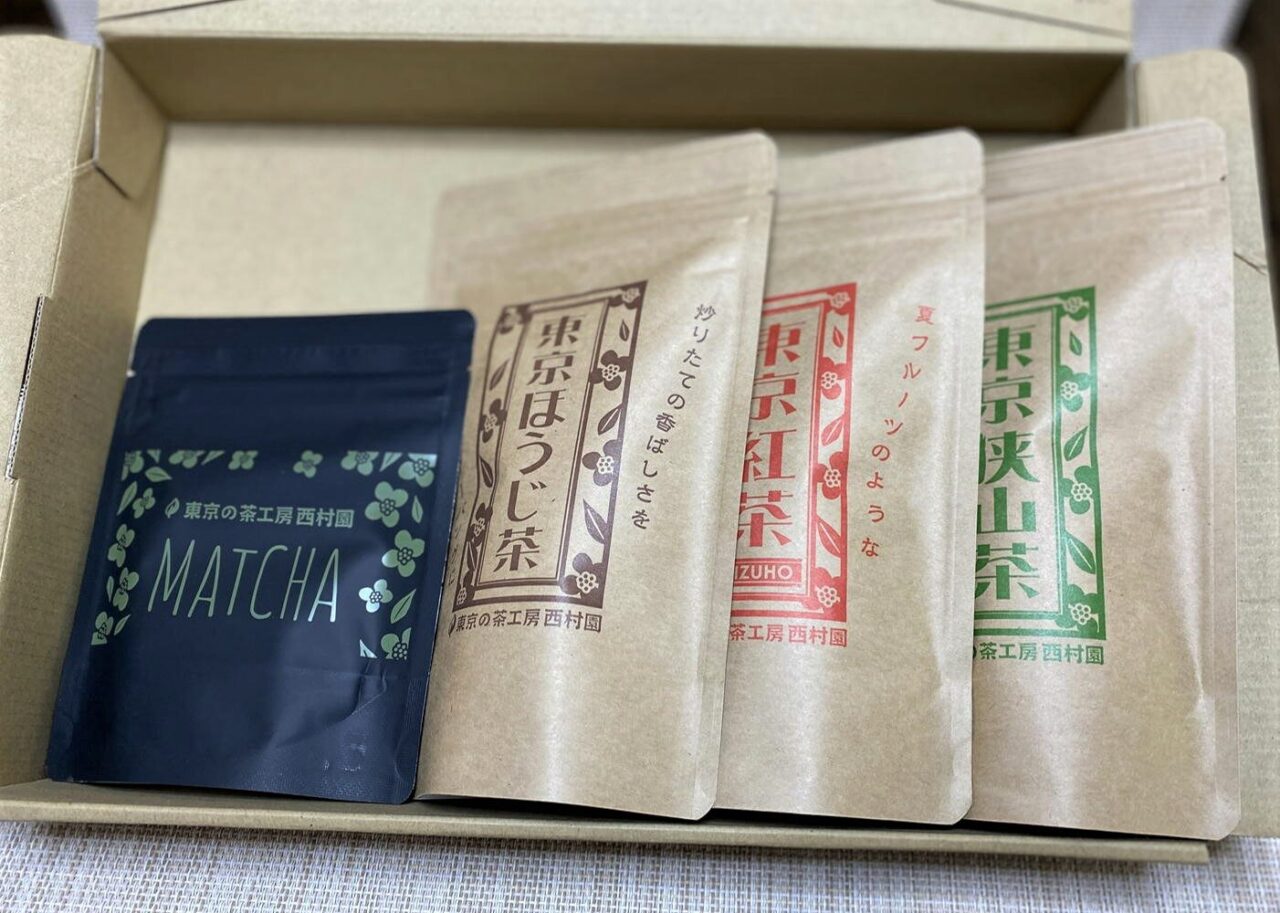 東京の茶工房 西村園
MATCHA
炒りたての香ばしさを
東京ほうじ茶
東京の茶工房 西村園
夏フルーツのような
東京紅茶
IZUHO
茶工房 西村園
東京狭山茶
の茶工房 西村園